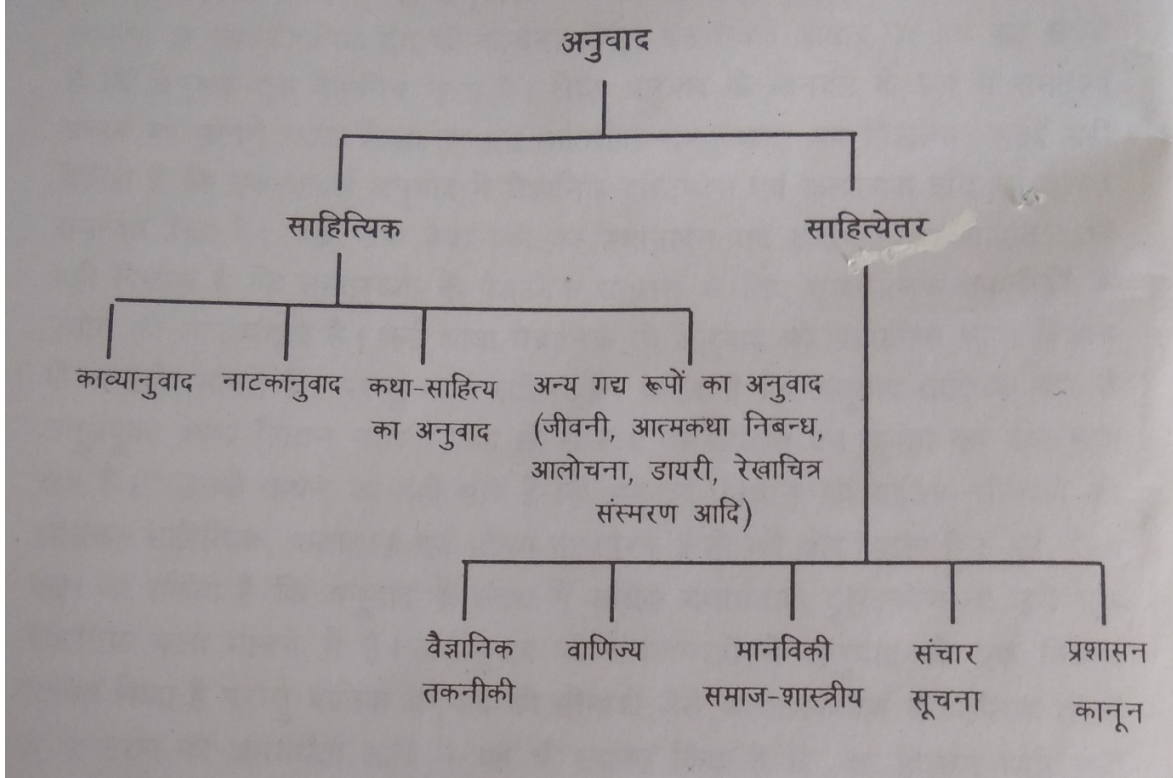 अनुवाद
साहित्यिक साहित्येतर
काव्यानुवाद नाटकानुवाद कथा-साहित्य अन्य गद्य रूपों का अनुवाद
का अनुवाद (जीवनी, आत्मकथा निबन्ध,
आलोचना, डायरी, रेखाचित्र
संस्मरण आदि)
वैज्ञानिक वाणिज्य मानविकी संचार प्रशासन
तकनीकी समाज-शास्त्रीय सूचना कानून